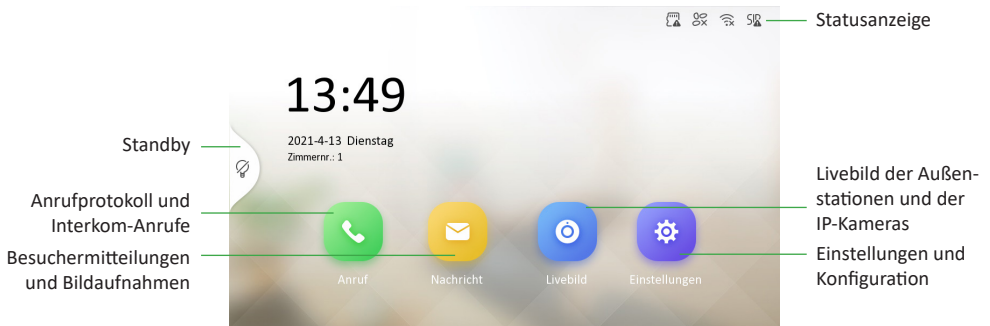 Statusanzeige
13:49
2021-4-13 Dienstag
Zimmernr.: 1
Standby
Anrufprotokoll und
Interkom-Anrufe
Besuchermitteilungen
und Bildaufnahmen
Livebild der Außen-
stationen und der
IP-Kameras
Einstellungen und
Konfiguration
Anruf
Nachricht
Livebild
Einstellungen